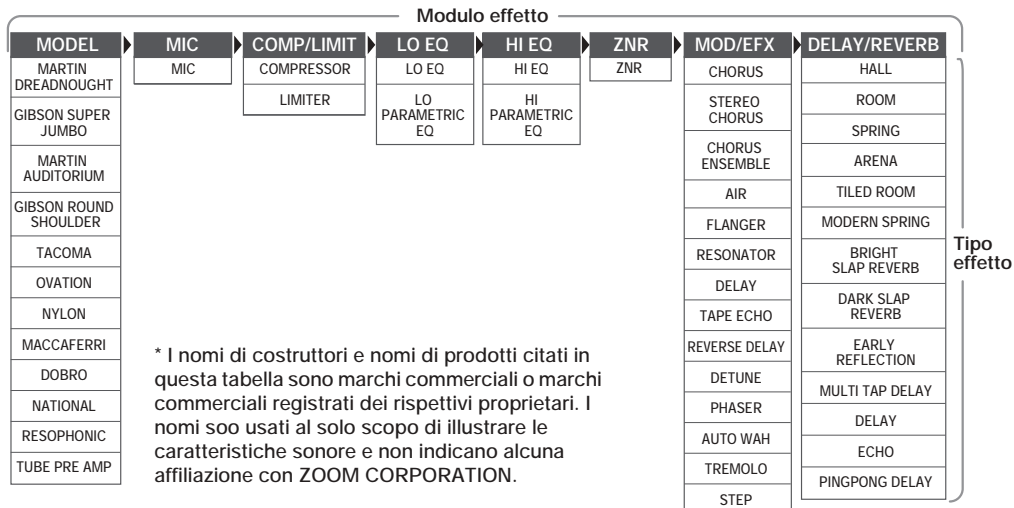 Modulo effetto
MODEL
MIC
COMP/LIMIT
LO EQ
HI EQ
ZNR
MOD/EFX
DELAY/REVERB
MARTIN
DREADNOUGHT
GIBSON SUPER
JUMBO
MARTIN
AUDITORIUM
GIBSON ROUND
SHOULDER
TACOMA
OVATION
NYLON
MACCAFERRI
DOBRO
NATIONAL
RESOPHONIC
TUBE PRE AMP
MIC
COMPRESSOR
LIMITER
LO EQ
LO
PARAMETRIC
EQ
HI EQ
HI
PARAMETRIC
EQ
ZNR
CHORUS
STEREO
CHORUS
CHORUS
ENSEMBLE
AIR
FLANGER
RESONATOR
DELAY
TAPE ECHO
REVERSE DELAY
DETUNE
PHASER
AUTO WAH
TREMOLO
STEP
HALL
ROOM
SPRING
ARENA
TILED ROOM
MODERN SPRING
BRIGHT
SLAP REVERB
DARK SLAP
REVERB
EARLY
REFLECTION
MULTI TAP DELAY
DELAY
ECHO
PINGPONG DELAY
Tipo
effetto
* I nomi di costruttori e nomi di prodotti citati in
questa tabella sono marchi commerciali o marchi
commerciali registrati dei rispettivi proprietari. I
nomi soo usati al solo scopo di illustrare le
caratteristiche sonore e non indicano alcuna
affiliazione con ZOOM CORPORATION.